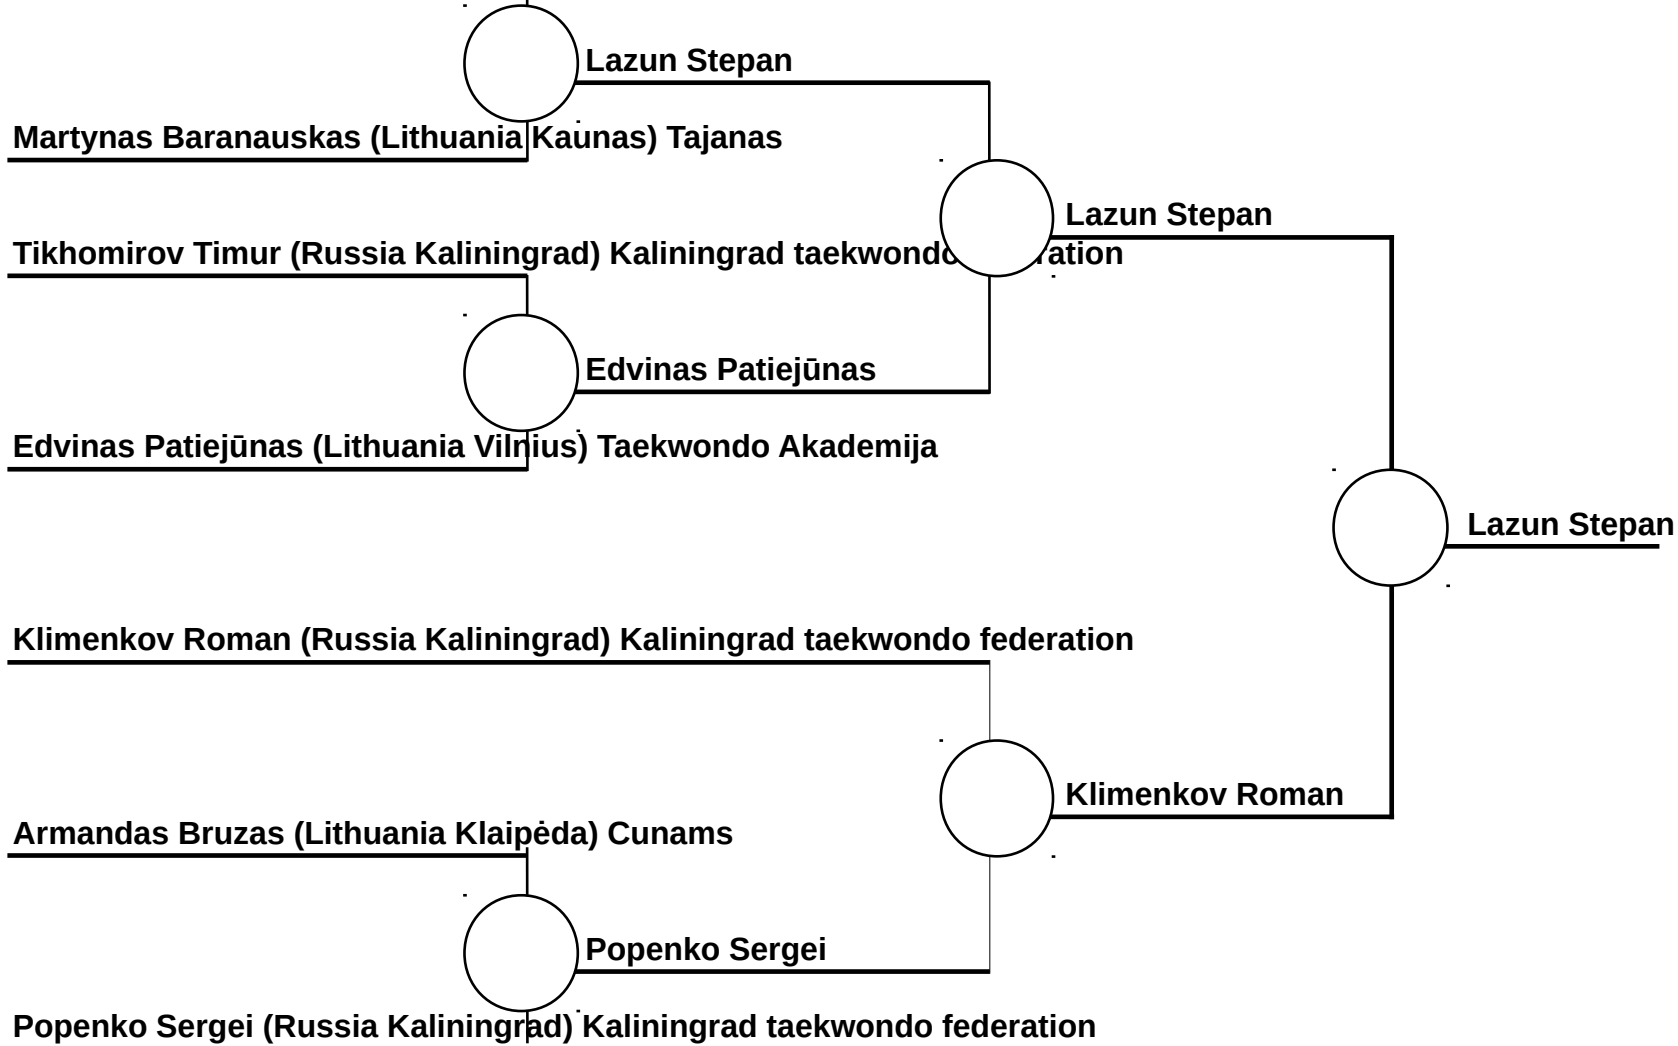 Lazun Stepan
Martynas Baranauskas (Lithuania Kaunas) Tajanas
Lazun Stepan
Tikhomirov Timur (Russia Kaliningrad) Kaliningrad taekwondo ration
Edvinas Patiejūnas
Edvinas Patiejūnas (Lithuania Vilnius) Taekwondo Akademija
Lazun Stepan
Klimenkov Roman (Russia Kaliningrad) Kaliningrad taekwondo federation
Klimenkov Roman
Armandas Bruzas (Lithuania Klaipėda) Cunams
Popenko Sergei
Popenko Sergei (Russia Kaliningrad) Kaliningrad taekwondo federation